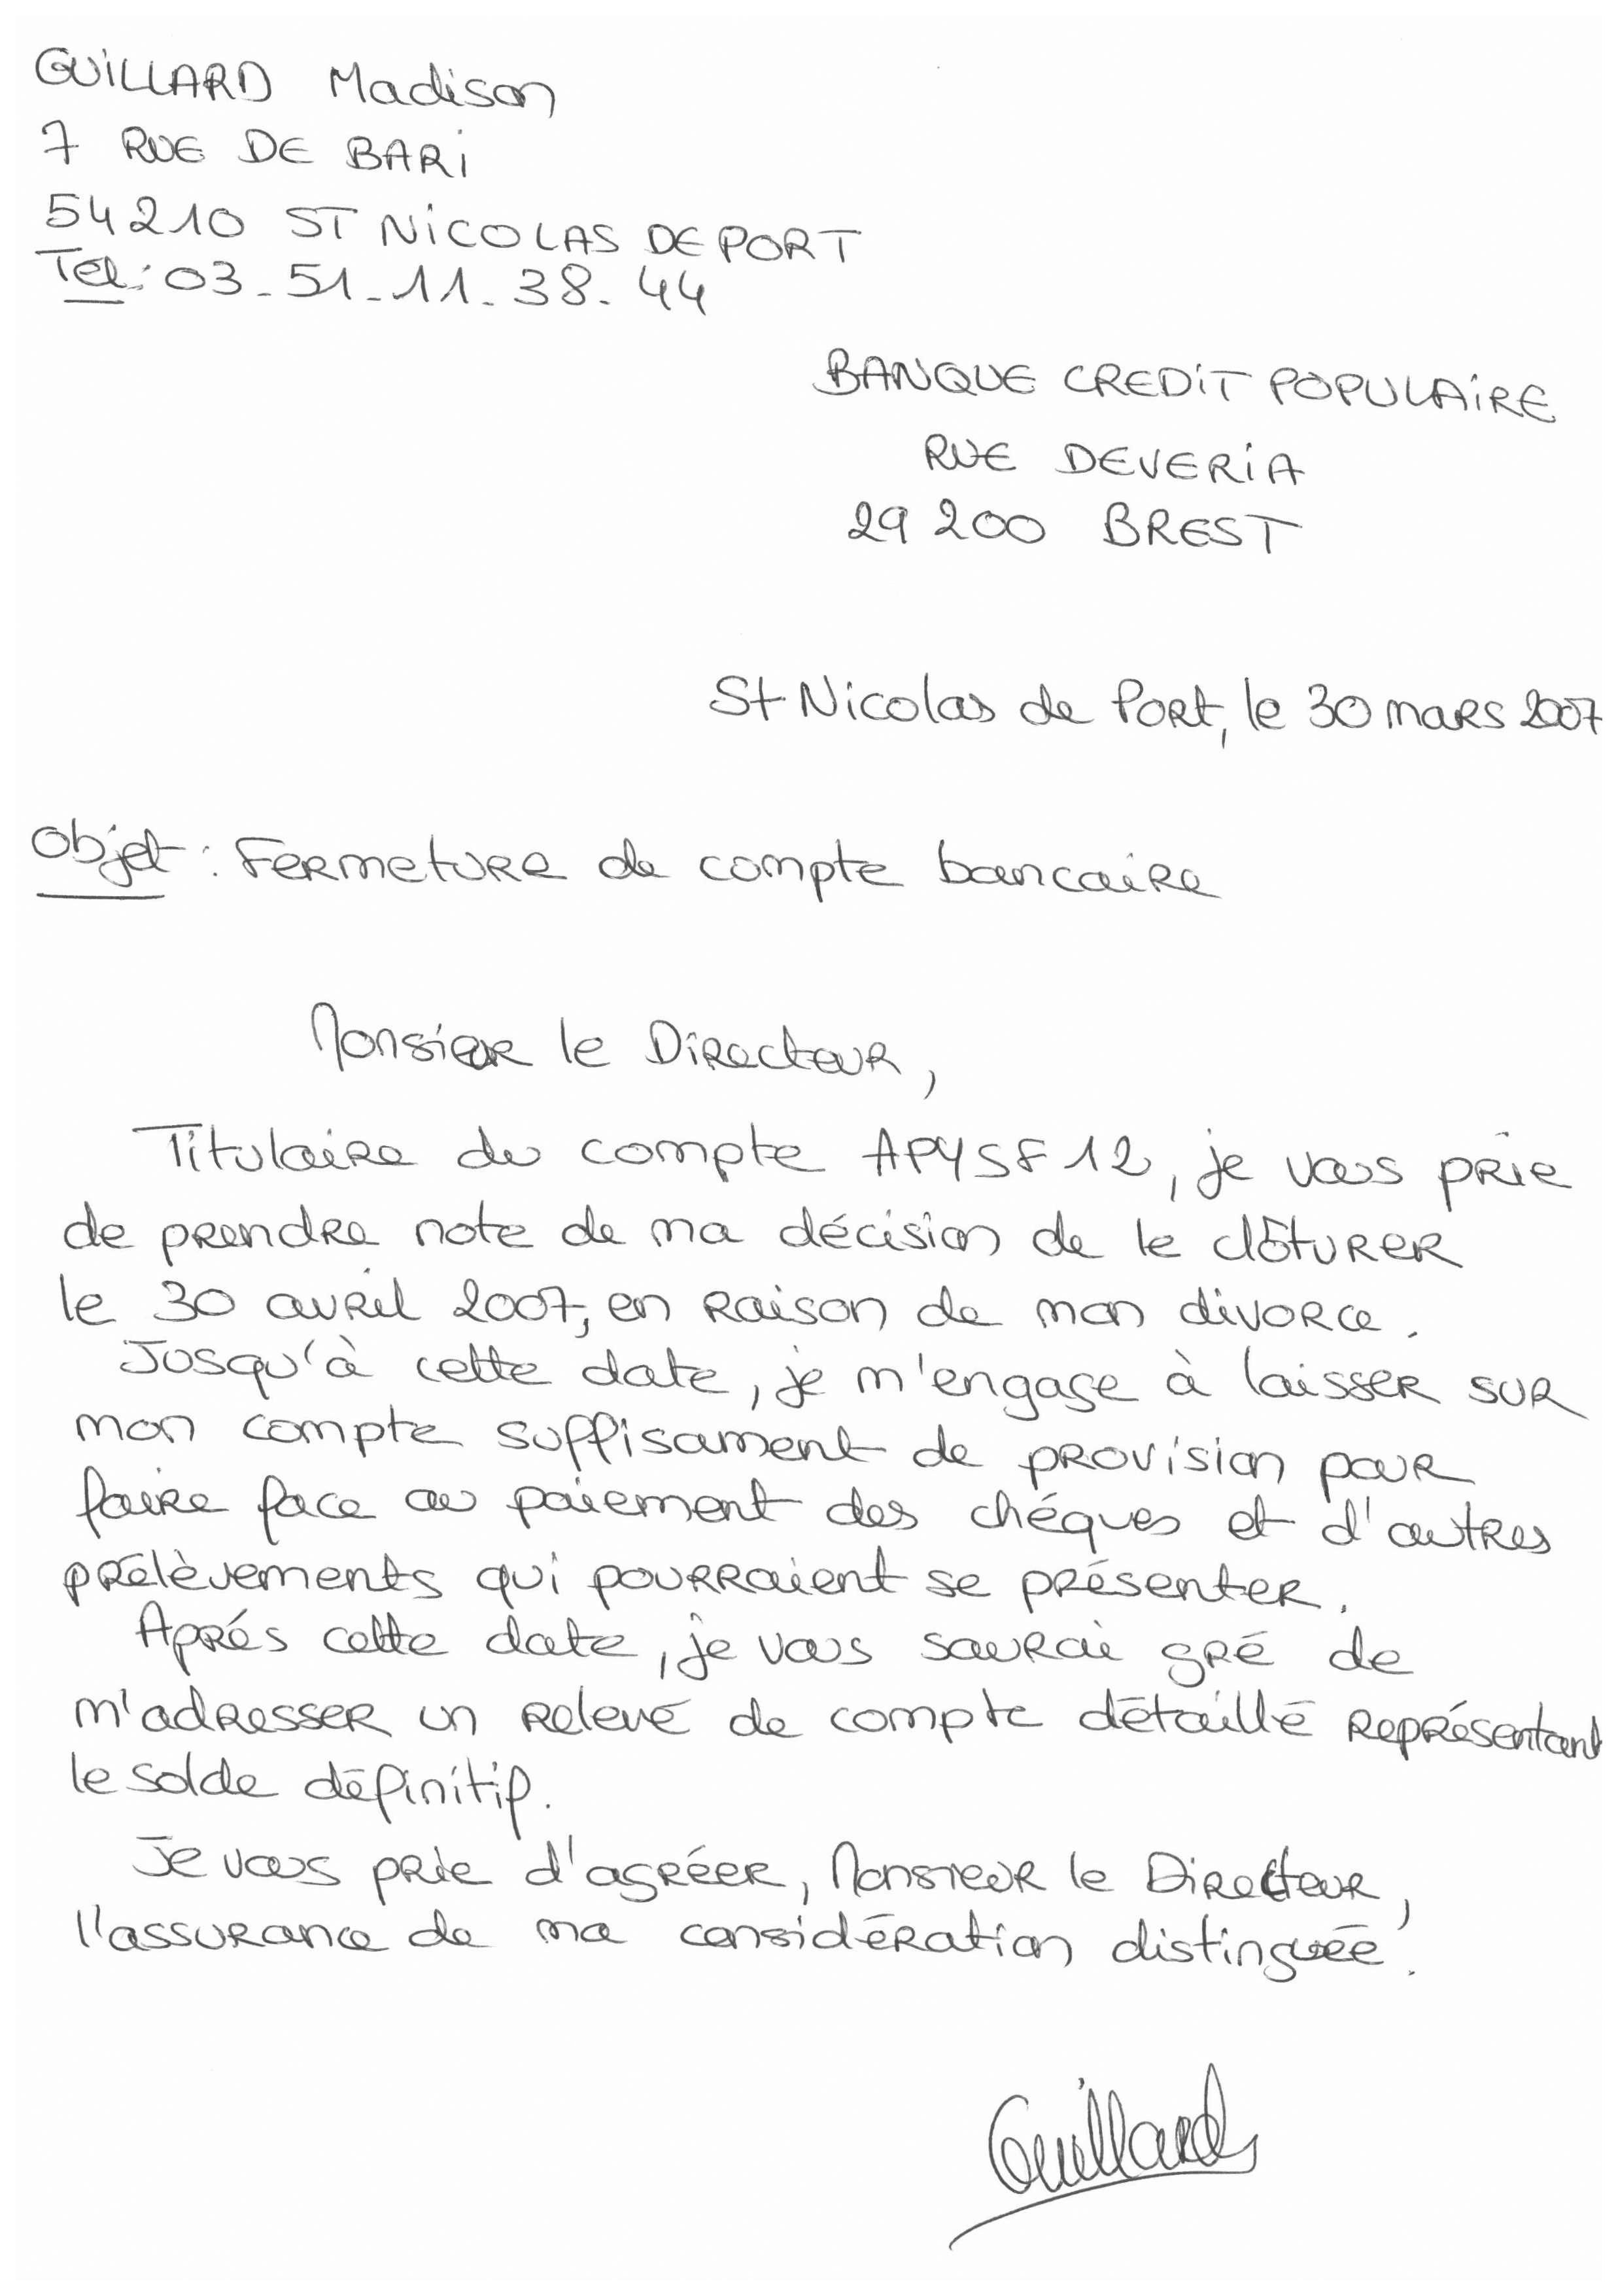 GUILLARD Madison
7 RUE DE BARI
54210 ST NICOLAS DE PORT
Tel : 03-51-11-38-44
BANQUE CREDIT POPULAIRE
RUE DEVERIA
29 200 BREST
St Nicolas de Port, le 30 mars 2007
Objet : Fermeture de compte bancaire
Monsieur le Directeur,
Titulaire du compte APYSF12, je vous prie
de prendre note de ma décision de le clôturer
le 30 avril 2007, en raison de mon divorce.
Jusqu'à cette date, je m'engage à laisser sur
mon compte suffisament de provision pour
faire face au paiement des chéques et d'autres
prélèvements qui pourraient se présenter.
Aprés cette date, je vous saurai gré de
m'adresser un relevé de compte détaillé représentant
le solde définitif.
Je vous prie d'agréer, Monsieur le Directeur,
l'assurance de ma considération distinguée.
Guillard